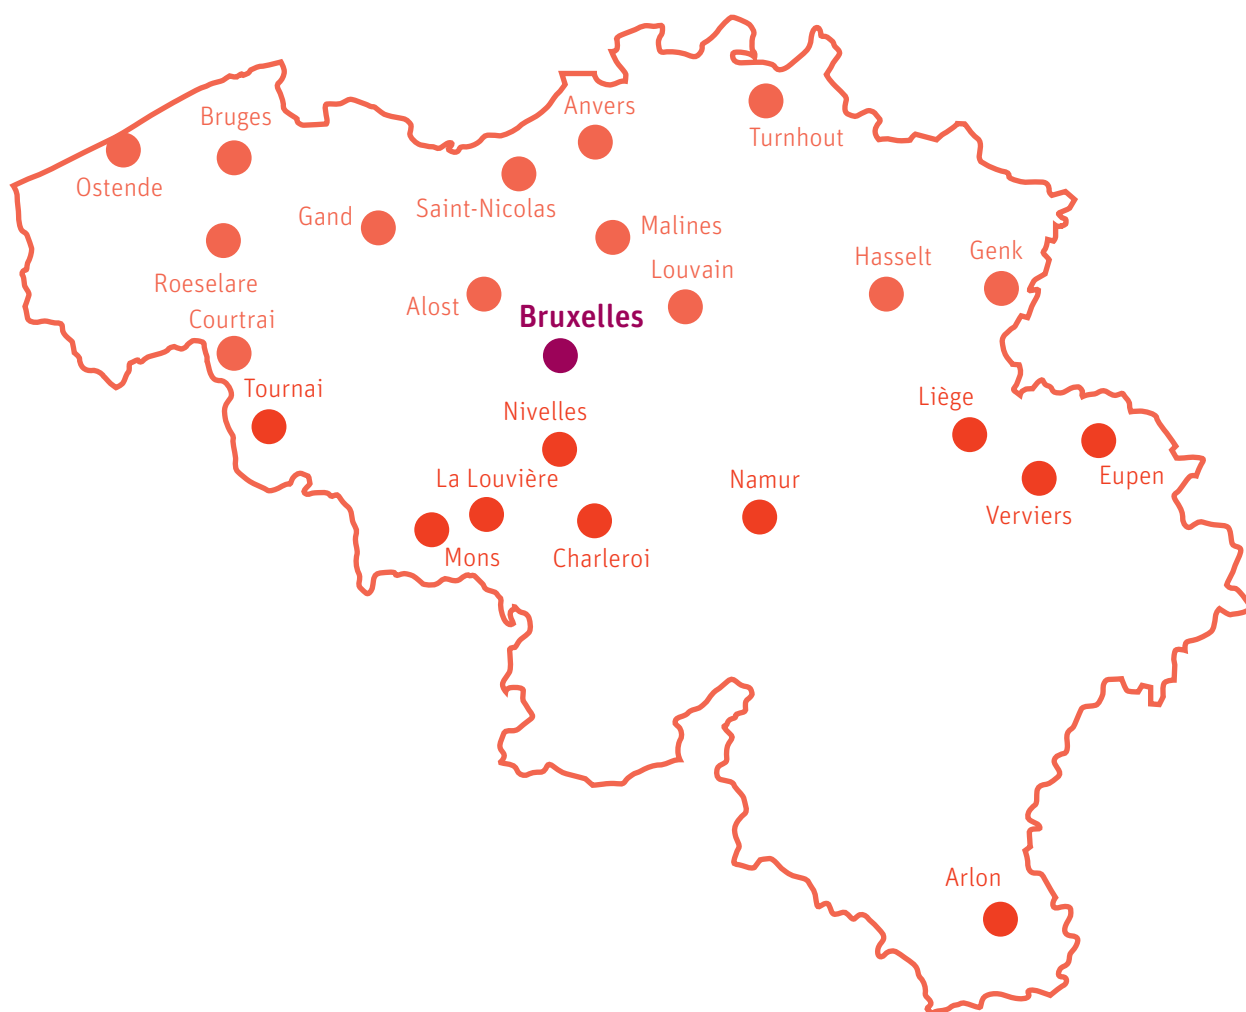 Anvers
Bruges
Turnhout
Ostende
Saint-Nicolas
Gand
Malines
Hasselt
Genk
Louvain
Roeselare
Alost
Bruxelles
Courtrai
Tournai
Liège
Nivelles
La Louvière
Namur
Eupen
Verviers
Mons
Charleroi
Arlon